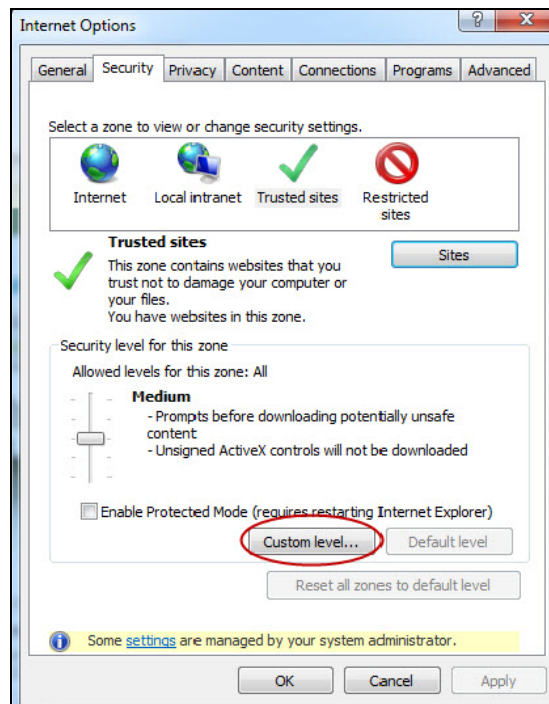 Internet Options
General Security Privacy Content Connections Programs Advanced
Select a zone to view or change security settings.
Internet Local intranet Trusted sites Restricted
sites
Trusted sites
This zone contains websites that you
trust not to damage your computer or
your files.
You have websites in this zone.
Sites
Security level for this zone
Allowed levels for this zone: All
Medium
- Prompts before downloading potentially unsafe
content
- Unsigned ActiveX controls will not be downloaded
Enable Protected Mode (requires restarting Internet Explorer)
Custom level... Default level
Reset all zones to default level
Some settings are managed by your system administrator.
OK Cancel Apply